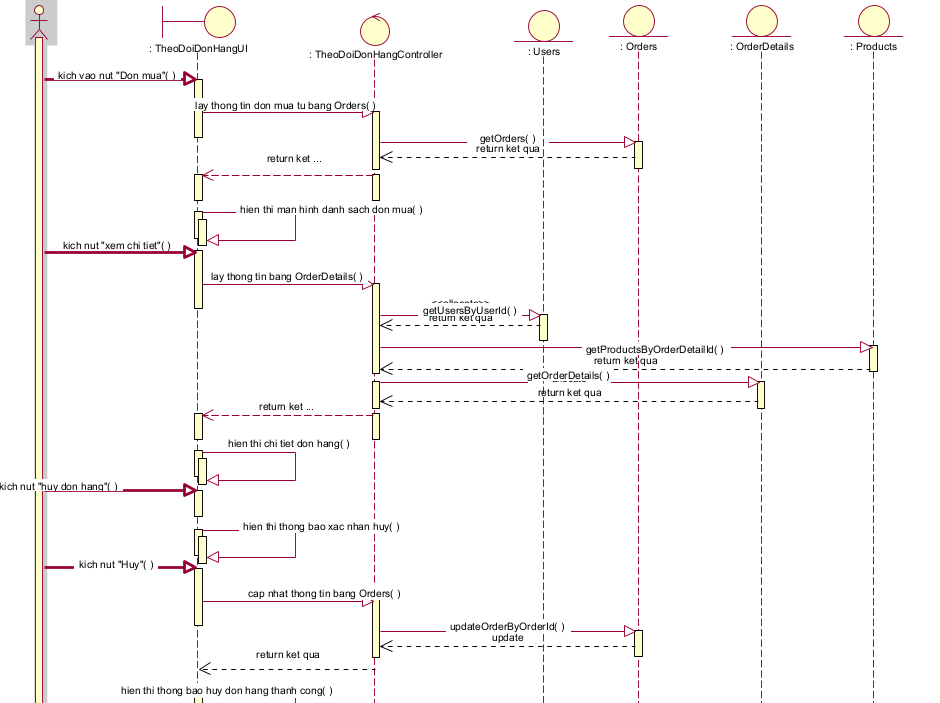 : TheoDoiDonHangUI
: TheoDoiDonHangController
: Users
: Orders
: OrderDetails
: Products
kich vao nut "Don mua"( )
lay thong tin don mua tu bang Orders( )
getOrders( )
return ket qua
return ket ...
hien thi man hinh danh sach don mua( )
kich nut "xem chi tiet"( )
lay thong tin bang OrderDetails( )
getUsersByUserId( )
return ket qua
getProductsByOrderDetailId( )
return ket qua
getOrderDetails( )
return ket qua
return ket ...
hien thi chi tiet don hang( )
kich nut "huy don hang"( )
hien thi thong bao xac nhan huy( )
kich nut "Huy"( )
cap nhat thong tin bang Orders( )
updateOrderByOrderId( )
update
return ket qua
hien thi thong bao huy don hang thanh cong( )